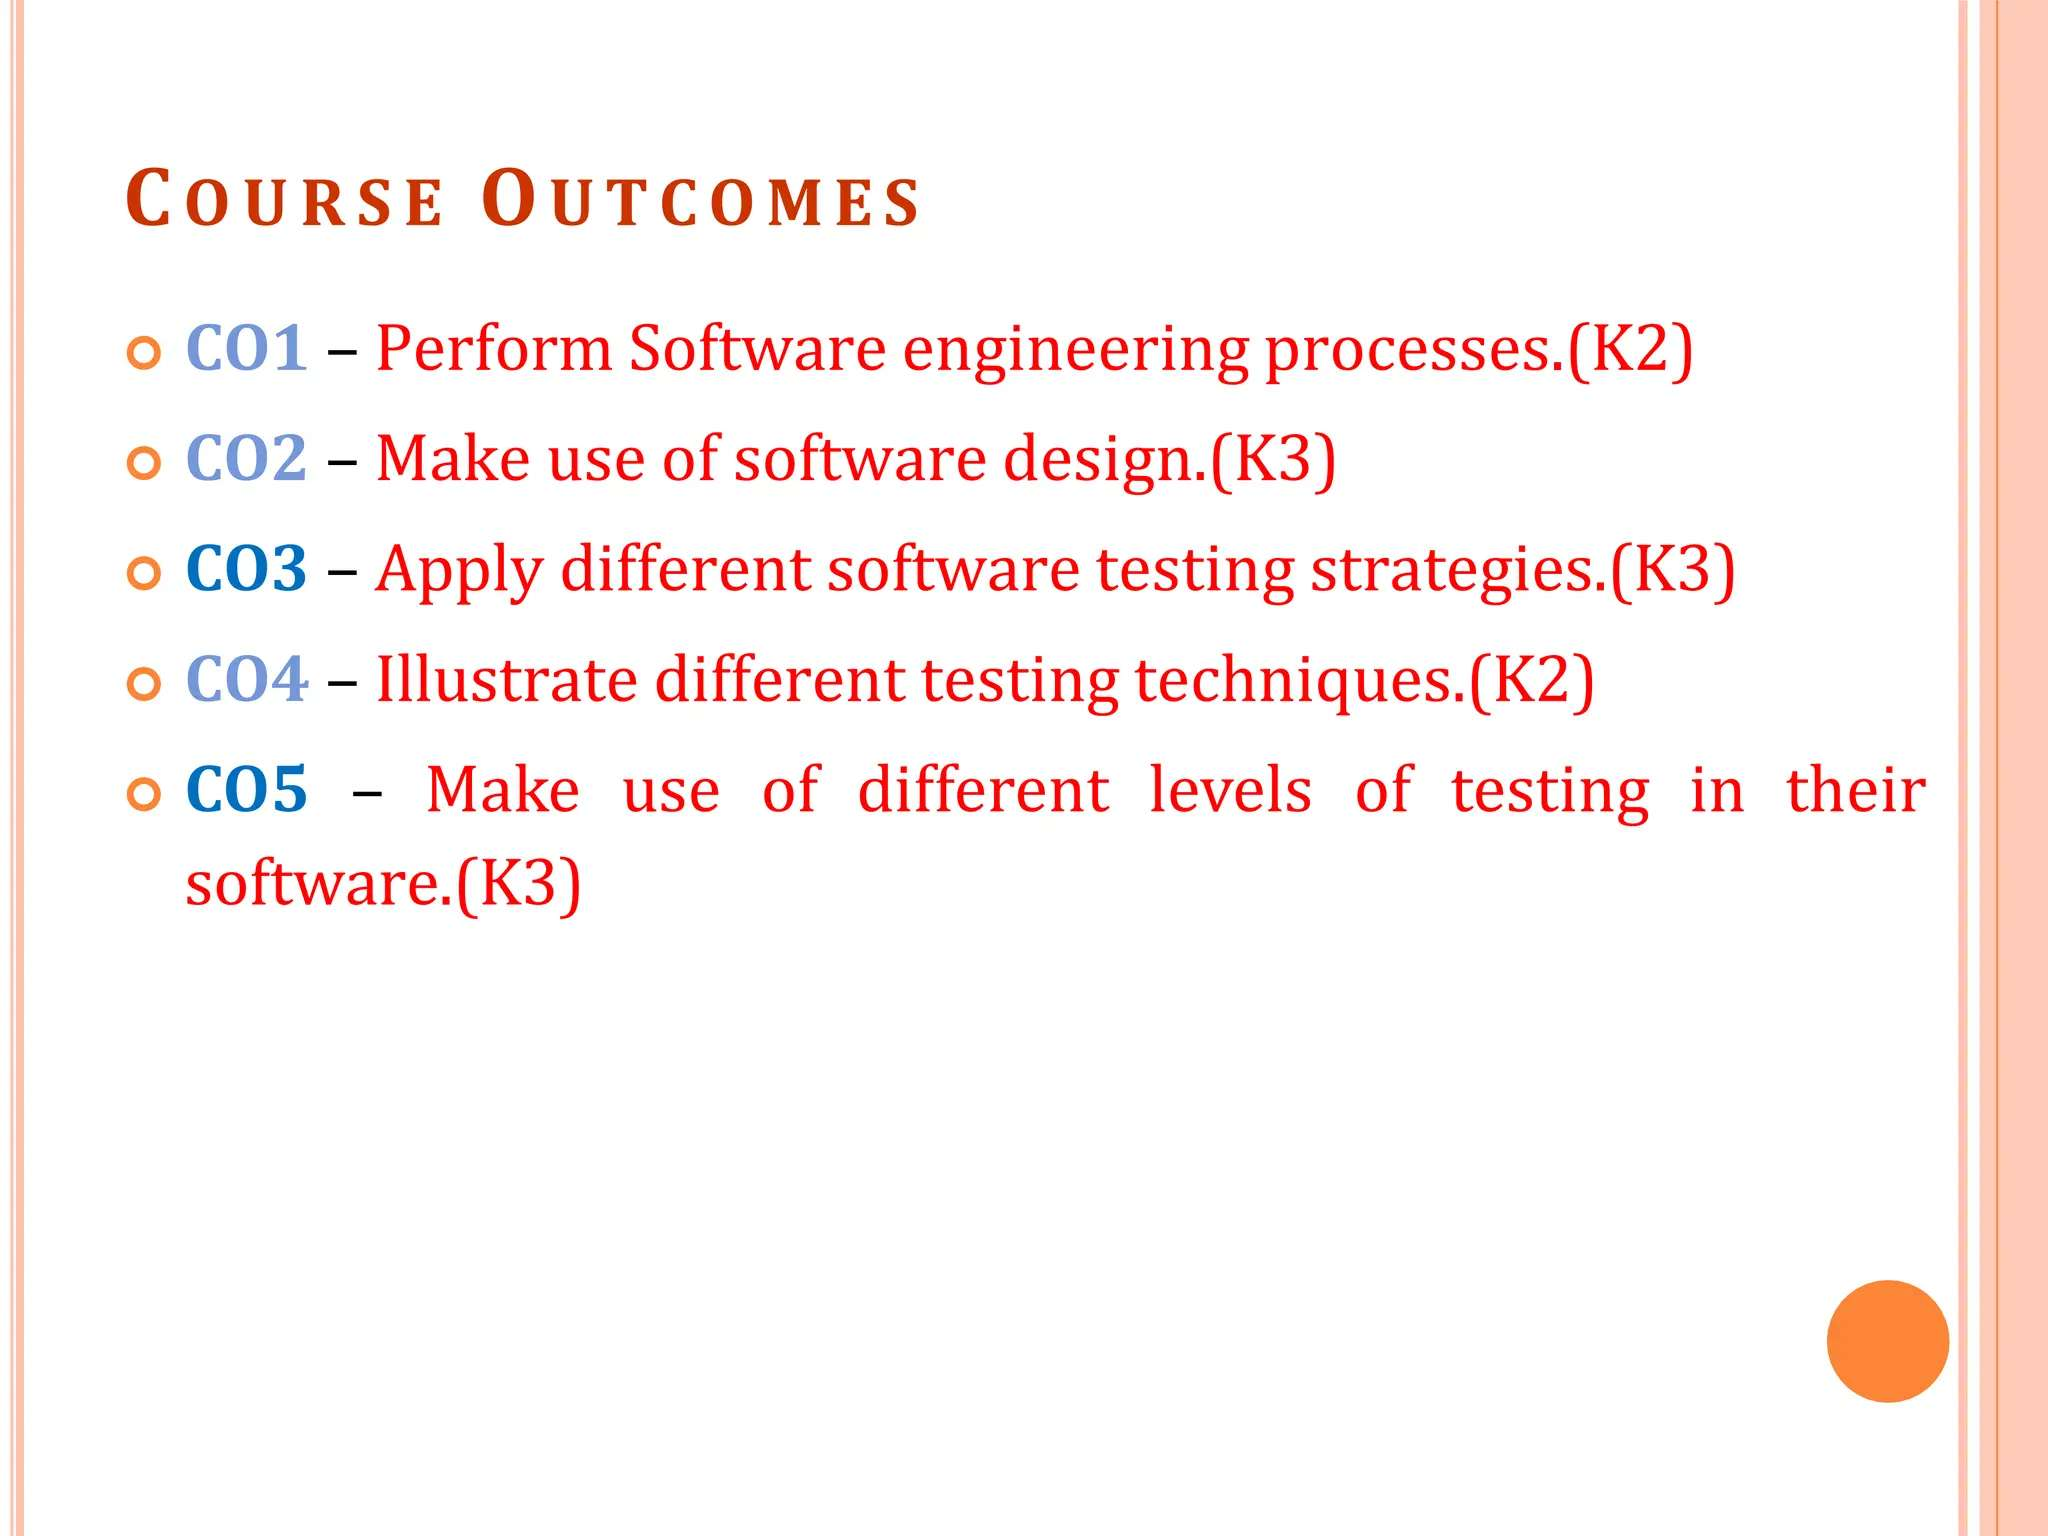 COURSE OUTCOMES
CO1 – Perform Software engineering processes.(K2)
CO2 – Make use of software design.(K3)
CO3 – Apply different software testing strategies.(K3)
CO4 – Illustrate different testing techniques.(K2)
CO5 – Make use of different levels of testing in their
software.(K3)